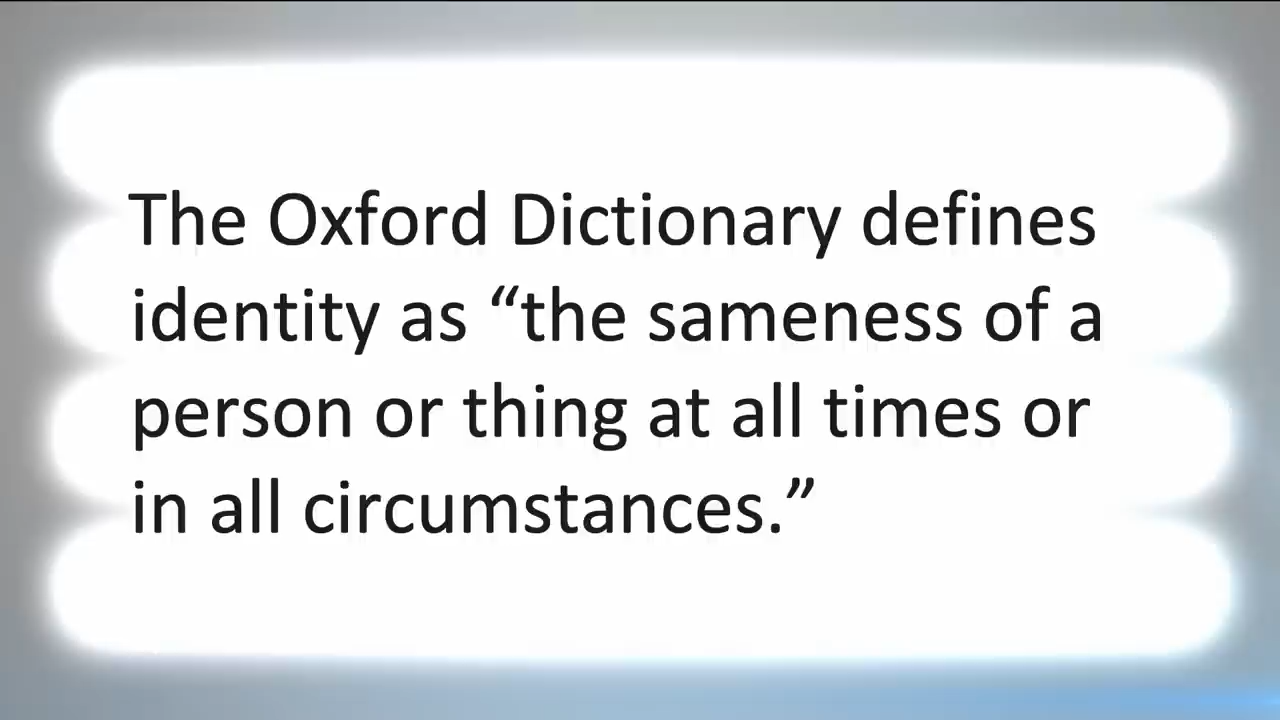 The Oxford Dictionary defines
identity as “the sameness of a
person or thing at all times or
in all circumstances.”